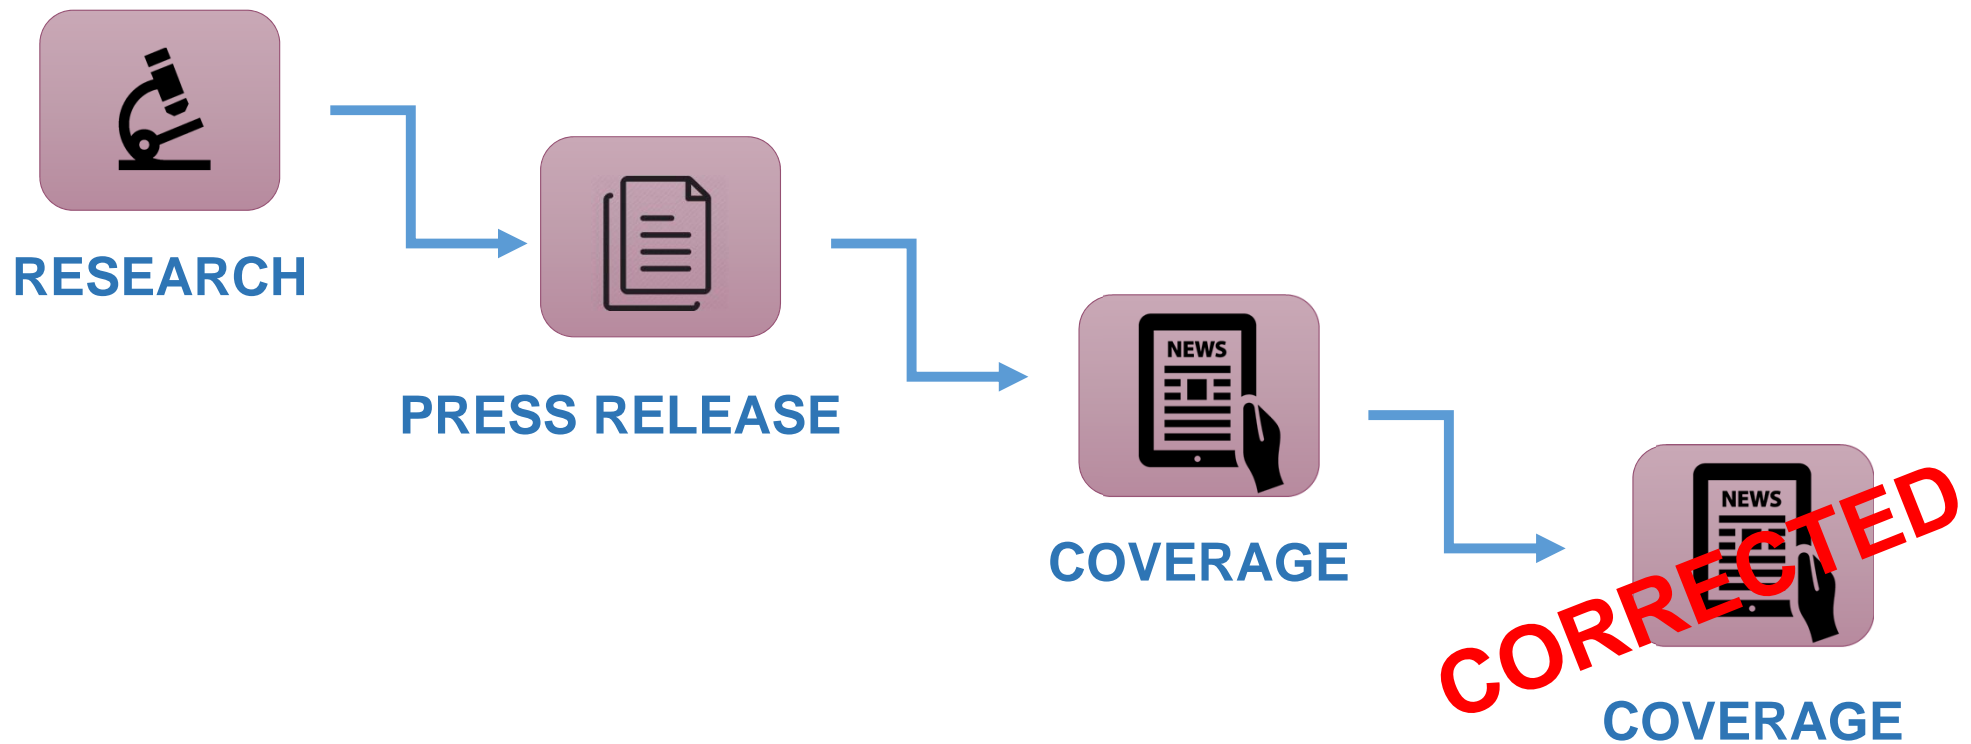 RESEARCH
PRESS RELEASE
NEWS
COVERAGE
NEWS
CORRECTED
COVERAGE